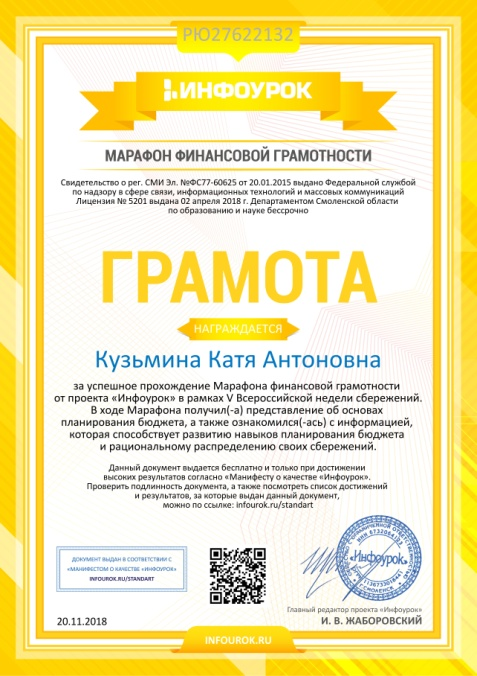 РЮ27622132
ИНФОУРОК
МАРАФОН ФИНАНСОВОЙ ГРАМОТНОСТИ
Свидетельство о рег. СМИ Эл. №ФС77-60625 от 20.01.2015 выдано Федеральной службой
по надзору в сфере связи, информационных технологий и массовых коммуникаций
Лицензия № 5201 выдана 02 апреля 2018 г. Департаментом Смоленской области
по образованию и науке бессрочно
ГРАМОТА
НАГРАЖДАЕТСЯ
Кузьмина Катя Антоновна
за успешное прохождение Марафона финансовой грамотности
от проекта «Инфоурок» в рамках V Всероссийской недели сбережений.
В ходе Марафона получил(-а) представление об основах
планирования бюджета, а также ознакомился(-ась) с информацией,
которая способствует развитию навыков планирования бюджета
и рациональному распределению своих сбережений.
Данный документ выдается бесплатно и только при достижении
высоких результатов согласно «Манифесту о качестве «Инфоурок».
Проверить подлинность документа, а также посмотреть список достижений
и результатов, за которые выдан данный документ,
можно по ссылке: infourok.ru/standart
ДОКУМЕНТ ВЫДАН В СООТВЕТСТВИИ С
«МАНИФЕСТОМ О КАЧЕСТВЕ «ИНФОУРОК»
INFOUROK.RU/STANDART
«Инфоурок»
Главный редактор проекта «Инфоурок»
20.11.2018
И. В. ЖАБОРОВСКИЙ
INFOUROK.RU